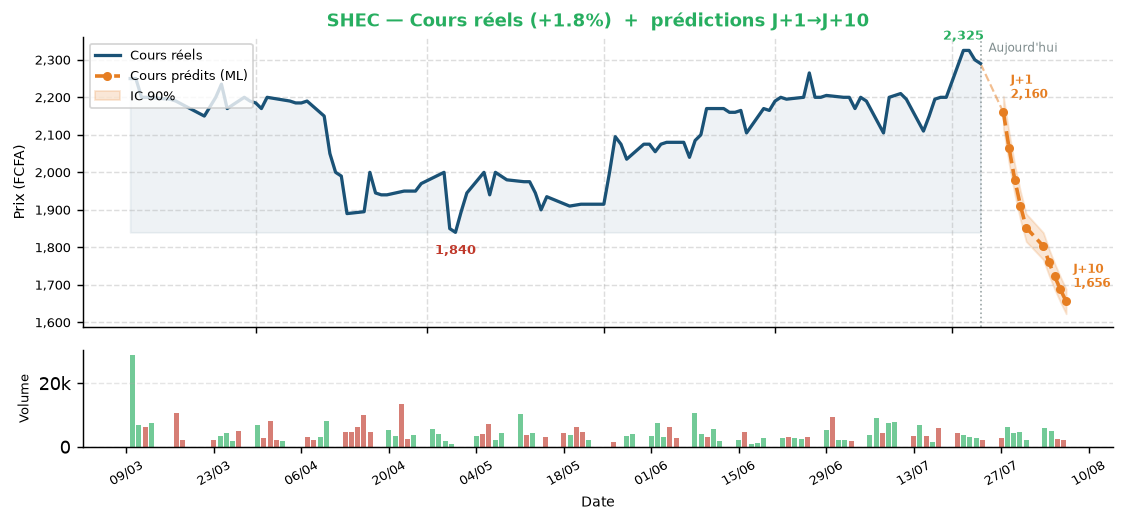 SHEC — Cours réels (+1.8%)  +  prédictions J+1→J+10
Cours réels
Cours prédits (ML)
IC 90%
2,325
Aujourd'hui
J+1
2,160
1,840
J+10
1,656
Prix (FCFA)
2,300
2,200
2,100
2,000
1,900
1,800
1,700
1,600
Volume
20k
0
09/03
23/03
06/04
20/04
04/05
18/05
01/06
15/06
29/06
13/07
27/07
10/08
Date